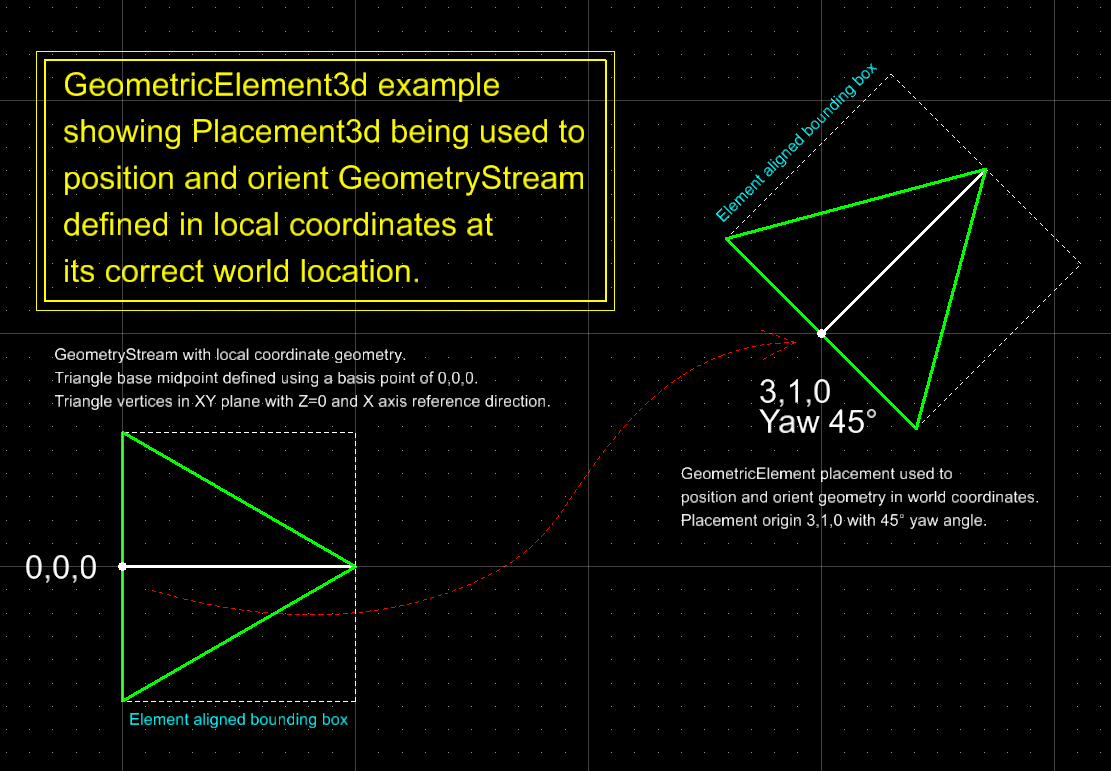 GeometricElement3d example
showing Placement3d being used to
position and orient GeometryStream
defined in local coordinates at
its correct world location.
Element aligned bounding box
GeometryStream with local coordinate geometry.
Triangle base midpoint defined using a basis point of 0,0,0.
Triangle vertices in XY plane with Z=0 and X axis reference direction.
3,1,0
Yaw 45°
GeometricElement placement used to
position and orient geometry in world coordinates.
Placement origin 3,1,0 with 45° yaw angle.
0,0,0
Element aligned bounding box